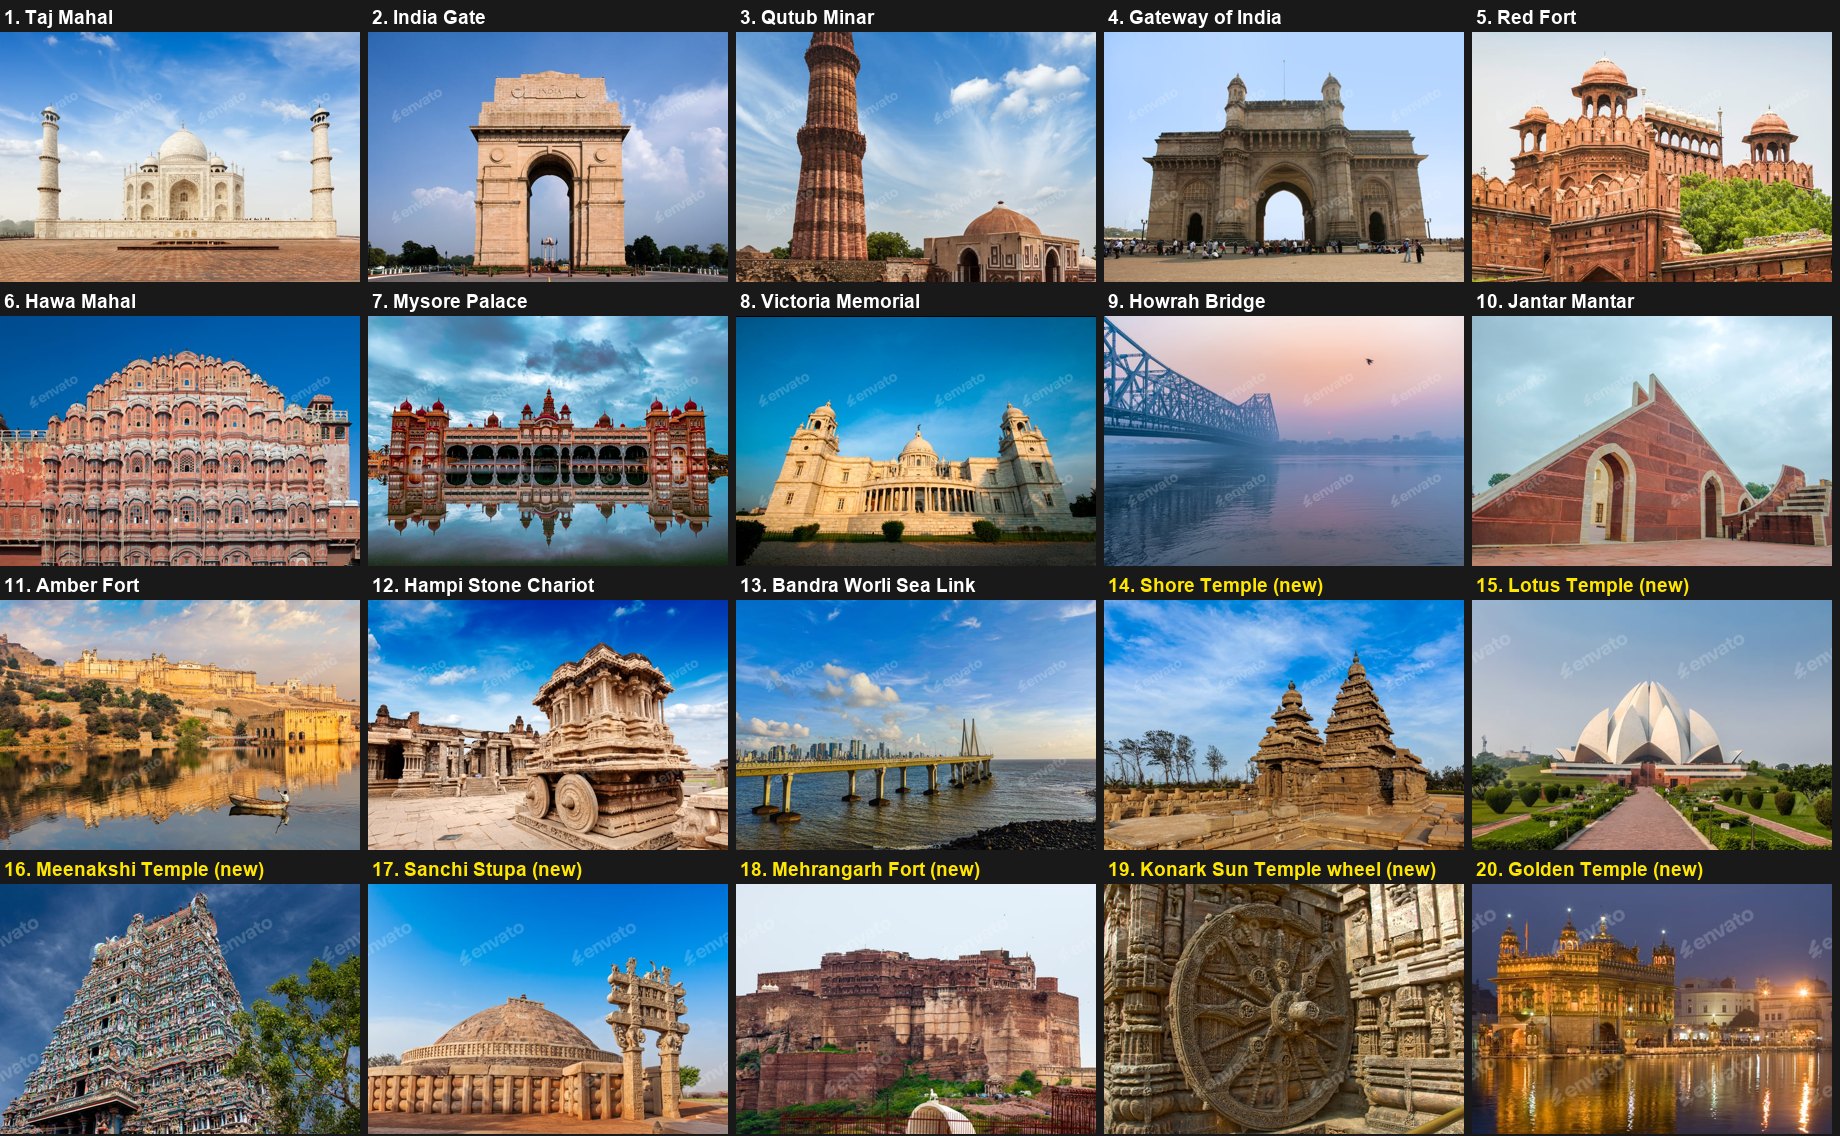 1. Taj Mahal
2. India Gate
3. Qutub Minar
4. Gateway of India
5. Red Fort
6. Hawa Mahal
7. Mysore Palace
8. Victoria Memorial
9. Howrah Bridge
10. Jantar Mantar
11. Amber Fort
12. Hampi Stone Chariot
13. Bandra Worli Sea Link
14. Shore Temple (new)
15. Lotus Temple (new)
16. Meenakshi Temple (new)
17. Sanchi Stupa (new)
18. Mehrangarh Fort (new)
19. Konark Sun Temple wheel (new)
20. Golden Temple (new)
INDIA
envato